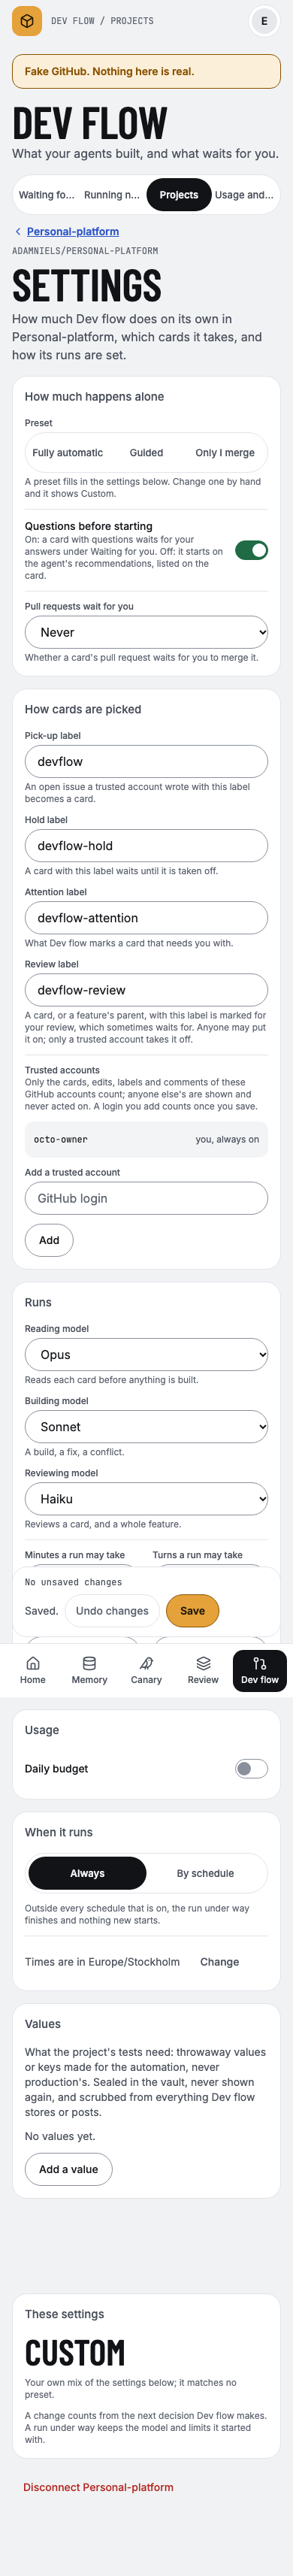 DEV FLOW / PROJECTS
E
Fake GitHub. Nothing here is real.
DEV FLOW
What your agents built, and what waits for you.
Waiting fo...
Running n...
Projects
Usage and...
Personal-platform
ADAMNIELS/PERSONAL-PLATFORM
SETTINGS
How much Dev flow does on its own in
Personal-platform, which cards it takes, and
how its runs are set.
How much happens alone
Preset
Fully automatic
Guided
Only I merge
A preset fills in the settings below. Change one by hand
and it shows Custom.
Questions before starting
On: a card with questions waits for your
answers under Waiting for you. Off: it starts on
the agent's recommendations, listed on the
card.
Pull requests wait for you
Never
Whether a card's pull request waits for you to merge it.
How cards are picked
Pick-up label
devflow
An open issue a trusted account wrote with this label
becomes a card.
Hold label
devflow-hold
A card with this label waits until it is taken off.
Attention label
devflow-attention
What Dev flow marks a card that needs you with.
Review label
devflow-review
A card, or a feature's parent, with this label is marked for
your review, which sometimes waits for. Anyone may put
it on; only a trusted account takes it off.
Trusted accounts
Only the cards, edits, labels and comments of these
GitHub accounts count; anyone else's are shown and
never acted on. A login you add counts once you save.
octo-owner
you, always on
Add a trusted account
GitHub login
Add
Runs
Reading model
Opus
Reads each card before anything is built.
Building model
Sonnet
A build, a fix, a conflict.
Reviewing model
Haiku
Reviews a card, and a whole feature.
Minutes a run may take
Turns a run may take
No unsaved changes
Saved.
Undo changes
Save
Home
Memory
Canary
Review
Dev flow
Usage
Daily budget
When it runs
Always
By schedule
Outside every schedule that is on, the run under way
finishes and nothing new starts.
Times are in Europe/Stockholm
Change
Values
What the project's tests need: throwaway values
or keys made for the automation, never
production's. Sealed in the vault, never shown
again, and scrubbed from everything Dev flow
stores or posts.
No values yet.
Add a value
These settings
CUSTOM
Your own mix of the settings below; it matches no
preset.
A change counts from the next decision Dev flow makes.
A run under way keeps the model and limits it started
with.
Disconnect Personal-platform